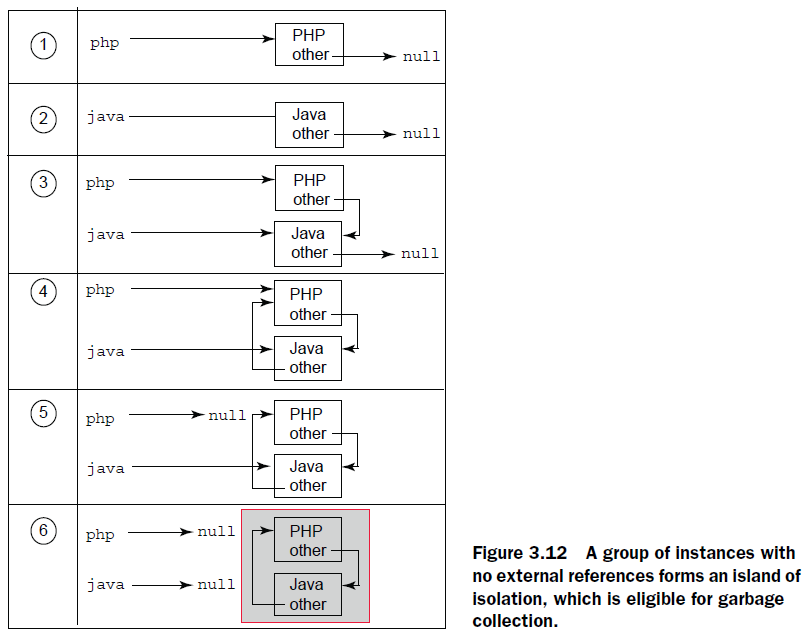 1
php
PHP
other
null
2
java
Java
other
null
3
php
PHP
other
java
Java
other
null
4
php
PHP
other
java
Java
other
5
php
null
PHP
other
java
Java
other
6
php
null
PHP
other
java
null
Java
other
Figure 3.12 A group of instances with
no external references forms an island of
isolation, which is eligible for garbage
collection.